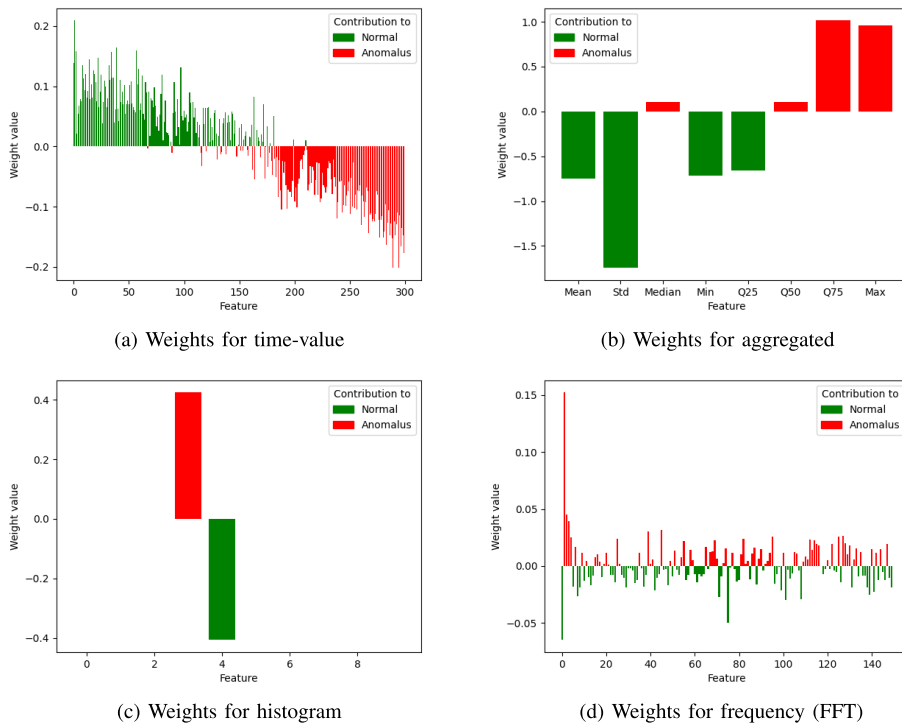 Contribution to
Normal
Anomalus
0.2
0.1
0.0
−0.1
−0.2
Weight value
0 50 100 150 200 250 300
Feature
(a) Weights for time-value
Contribution to
Normal
Anomalus
1.0
0.5
0.0
−0.5
−1.0
−1.5
Weight value
Mean Std Median Min Q25 Q50 Q75 Max
Feature
(b) Weights for aggregated
Contribution to
Normal
Anomalus
0.4
0.2
0.0
−0.2
−0.4
Weight value
0 2 4 6 8
Feature
(c) Weights for histogram
Contribution to
Normal
Anomalus
0.15
0.10
0.05
0.00
−0.05
Weight value
0 20 40 60 80 100 120 140
Feature
(d) Weights for frequency (FFT)